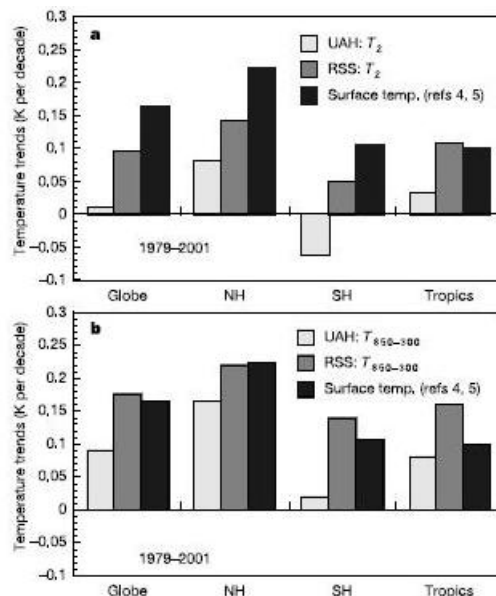 a
Temperature trends (K per decade)
0.3
0.25
0.2
0.15
0.1
0.05
0
−0.05
−0.1
UAH: T2
RSS: T2
Surface temp. (refs 4, 5)
1979–2001
Globe NH SH Tropics
b
Temperature trends (K per decade)
0.3
0.25
0.2
0.15
0.1
0.05
0
−0.05
−0.1
UAH: T850–300
RSS: T850–300
Surface temp. (refs 4, 5)
1979–2001
Globe NH SH Tropics